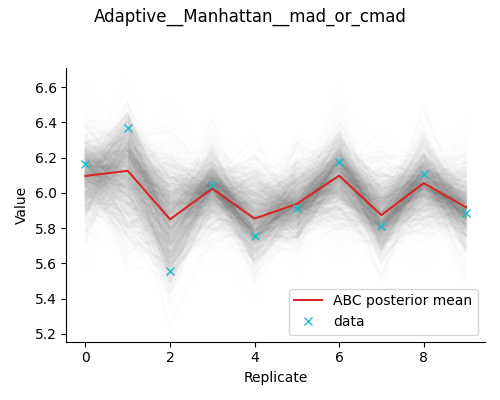 Adaptive__Manhattan__mad_or_cmad
6.6
6.4
6.2
6.0
5.8
5.6
5.4
5.2
Value
ABC posterior mean
data
0
2
4
6
8
Replicate